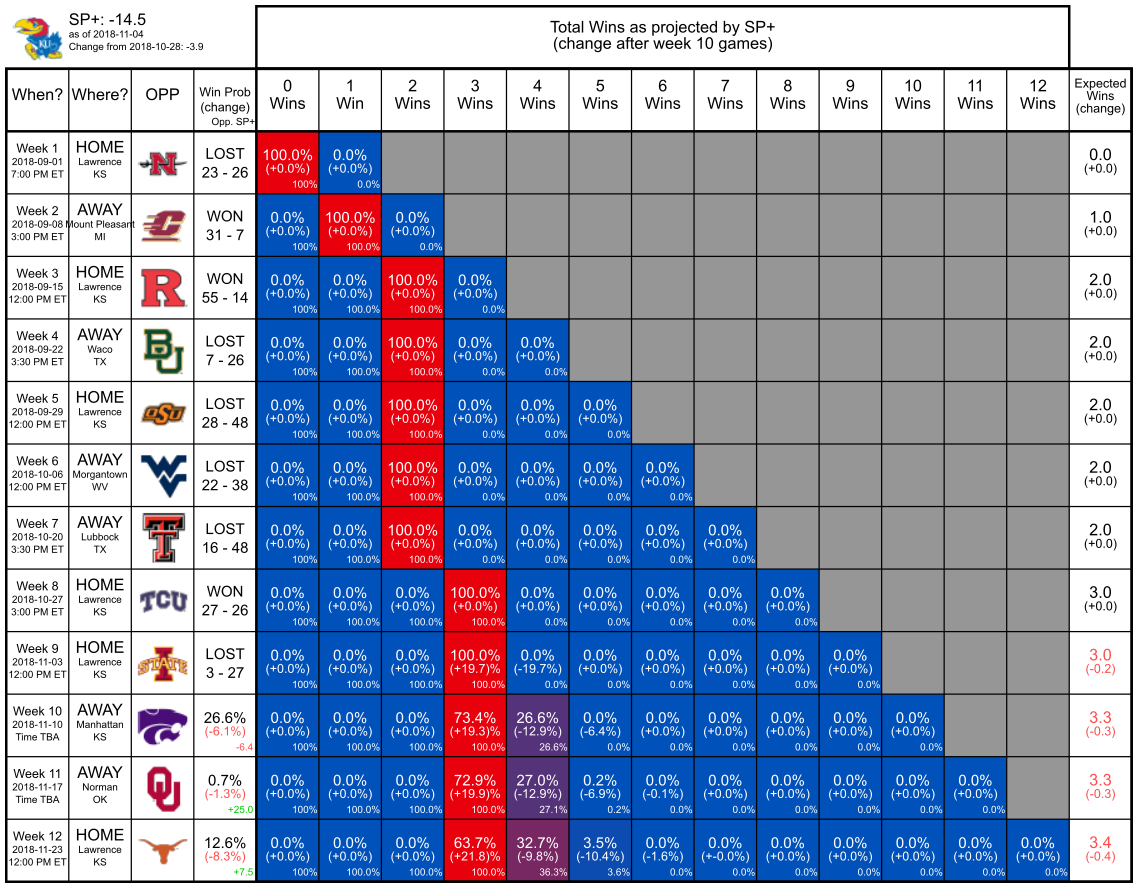 SP+: -14.5
as of 2018-11-04
Change from 2018-10-28: -3.9
KU
Total Wins as projected by SP+
(change after week 10 games)
When? Where? OPP Win Prob (change) Opp. SP+ 0 Wins 1 Win 2 Wins 3 Wins 4 Wins 5 Wins 6 Wins 7 Wins 8 Wins 9 Wins 10 Wins 11 Wins 12 Wins Expected Wins (change)
Week 1 HOME LOST 100.0% 0.0% 0.0
2018-09-01 Lawrence N (+0.0%) (+0.0%) (+0.0)
7:00 PM ET KS 23 - 26 100% 0.0%
Week 2 AWAY WON 0.0% 100.0% 0.0% 1.0
2018-09-08 Mount Pleasant C (+0.0%) (+0.0%) (+0.0%) (+0.0)
3:00 PM ET MI 31 - 7 100% 100.0% 0.0%
Week 3 HOME WON 0.0% 0.0% 100.0% 0.0% 2.0
2018-09-15 Lawrence R (+0.0%) (+0.0%) (+0.0%) (+0.0%) (+0.0)
12:00 PM ET KS 55 - 14 100% 100.0% 100.0% 0.0%
Week 4 AWAY LOST 0.0% 0.0% 100.0% 0.0% 0.0% 2.0
2018-09-22 Waco BU (+0.0%) (+0.0%) (+0.0%) (+0.0%) (+0.0%) (+0.0)
3:30 PM ET TX 7 - 26 100% 100.0% 100.0% 0.0% 0.0%
Week 5 HOME LOST 0.0% 0.0% 100.0% 0.0% 0.0% 0.0% 2.0
2018-09-29 Lawrence OSU (+0.0%) (+0.0%) (+0.0%) (+0.0%) (+0.0%) (+0.0%) (+0.0)
12:00 PM ET KS 28 - 48 100% 100.0% 100.0% 0.0% 0.0% 0.0%
Week 6 AWAY LOST 0.0% 0.0% 100.0% 0.0% 0.0% 0.0% 0.0% 2.0
2018-10-06 Morgantown WV (+0.0%) (+0.0%) (+0.0%) (+0.0%) (+0.0%) (+0.0%) (+0.0%) (+0.0)
12:00 PM ET WV 22 - 38 100% 100.0% 100.0% 0.0% 0.0% 0.0% 0.0%
Week 7 AWAY LOST 0.0% 0.0% 100.0% 0.0% 0.0% 0.0% 0.0% 0.0% 2.0
2018-10-20 Lubbock T (+0.0%) (+0.0%) (+0.0%) (+0.0%) (+0.0%) (+0.0%) (+0.0%) (+0.0%) (+0.0)
3:30 PM ET TX 16 - 48 100% 100.0% 100.0% 0.0% 0.0% 0.0% 0.0% 0.0%
Week 8 HOME WON 0.0% 0.0% 0.0% 100.0% 0.0% 0.0% 0.0% 0.0% 0.0% 3.0
2018-10-27 Lawrence TCU (+0.0%) (+0.0%) (+0.0%) (+0.0%) (+0.0%) (+0.0%) (+0.0%) (+0.0%) (+0.0%) (+0.0)
3:00 PM ET KS 27 - 26 100% 100.0% 100.0% 100.0% 0.0% 0.0% 0.0% 0.0% 0.0%
Week 9 HOME LOST 0.0% 0.0% 0.0% 100.0% 0.0% 0.0% 0.0% 0.0% 0.0% 0.0% 3.0
2018-11-03 Lawrence I STATE (+0.0%) (+0.0%) (+0.0%) (+19.7)% (-19.7%) (+0.0%) (+0.0%) (+0.0%) (+0.0%) (+0.0%) (-0.2)
12:00 PM ET KS 3 - 27 100% 100.0% 100.0% 100.0% 0.0% 0.0% 0.0% 0.0% 0.0% 0.0%
Week 10 AWAY 26.6% 0.0% 0.0% 0.0% 73.4% 26.6% 0.0% 0.0% 0.0% 0.0% 0.0% 0.0% 3.3
2018-11-10 Manhattan (-6.1%) (+0.0%) (+0.0%) (+0.0%) (+19.3)% (-12.9%) (-6.4%) (+0.0%) (+0.0%) (+0.0%) (+0.0%) (+0.0%) (-0.3)
Time TBA KS -6.4 100% 100.0% 100.0% 100.0% 26.6% 0.0% 0.0% 0.0% 0.0% 0.0% 0.0%
Week 11 AWAY 0.7% 0.0% 0.0% 0.0% 72.9% 27.0% 0.2% 0.0% 0.0% 0.0% 0.0% 0.0% 0.0% 3.3
2018-11-17 Norman OU (-1.3%) (+0.0%) (+0.0%) (+0.0%) (+19.9)% (-12.9%) (-6.9%) (-0.1%) (+0.0%) (+0.0%) (+0.0%) (+0.0%) (+0.0%) (-0.3)
Time TBA OK +25.0 100% 100.0% 100.0% 100.0% 27.1% 0.2% 0.0% 0.0% 0.0% 0.0% 0.0% 0.0%
Week 12 HOME 12.6% 0.0% 0.0% 0.0% 63.7% 32.7% 3.5% 0.0% 0.0% 0.0% 0.0% 0.0% 0.0% 0.0% 3.4
2018-11-23 Lawrence (-8.3%) (+0.0%) (+0.0%) (+0.0%) (+21.8)% (-9.8%) (-10.4%) (-1.6%) (+-0.0%) (+0.0%) (+0.0%) (+0.0%) (+0.0%) (+0.0%) (-0.4)
12:00 PM ET KS +7.5 100% 100.0% 100.0% 100.0% 36.3% 3.6% 0.0% 0.0% 0.0% 0.0% 0.0% 0.0% 0.0%